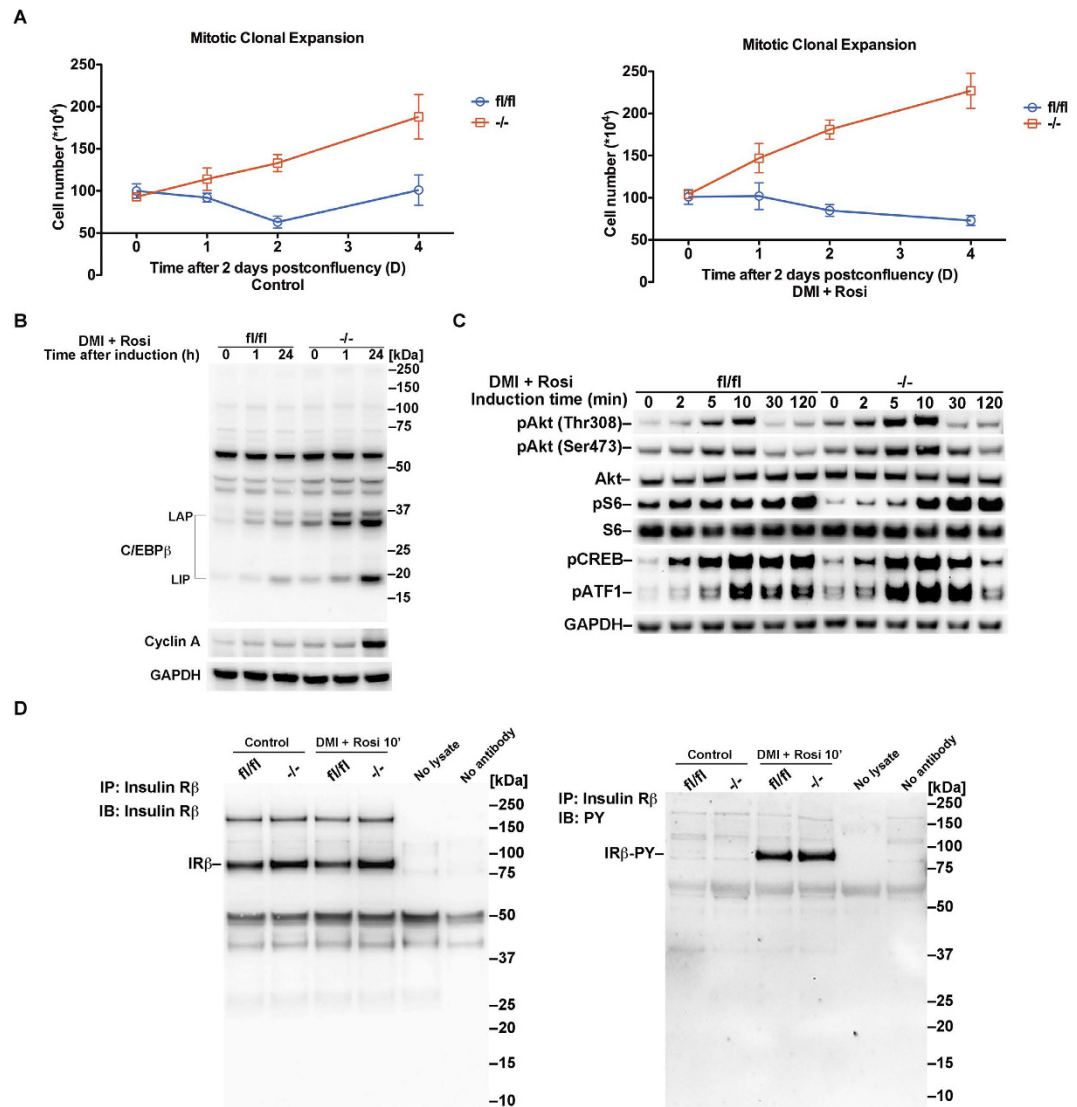 A
Mitotic Clonal Expansion
Cell number (*10⁴)
250
200
150
100
50
0
0 1 2 3 4
Time after 2 days postconfluency (D)
Control
fl/fl
-/-
Mitotic Clonal Expansion
Cell number (*10⁴)
250
200
150
100
50
0
0 1 2 3 4
Time after 2 days postconfluency (D)
DMI + Rosi
fl/fl
-/-
B
DMI + Rosi fl/fl -/-
Time after induction (h) 0 1 24 0 1 24 [kDa]
–250
–150
–100
–75
–50
LAP –37
C/EBPβ –25
LIP –20
–15
Cyclin A
GAPDH
C
DMI + Rosi fl/fl -/-
Induction time (min) 0 2 5 10 30 120 0 2 5 10 30 120
pAkt (Thr308)–
pAkt (Ser473)–
Akt–
pS6–
S6–
pCREB–
pATF1–
GAPDH–
D
Control DMI + Rosi 10'
fl/fl -/- fl/fl -/- No lysate No antibody
[kDa]
IP: Insulin Rβ
IB: Insulin Rβ
–250
–150
–100
IRβ–
–75
–50
–37
–25
–20
–15
–10
Control DMI + Rosi 10'
fl/fl -/- fl/fl -/- No lysate No antibody
[kDa]
IP: Insulin Rβ
IB: PY
–250
–150
–100
IRβ-PY–
–75
–50
–37
–25
–20
–15
–10